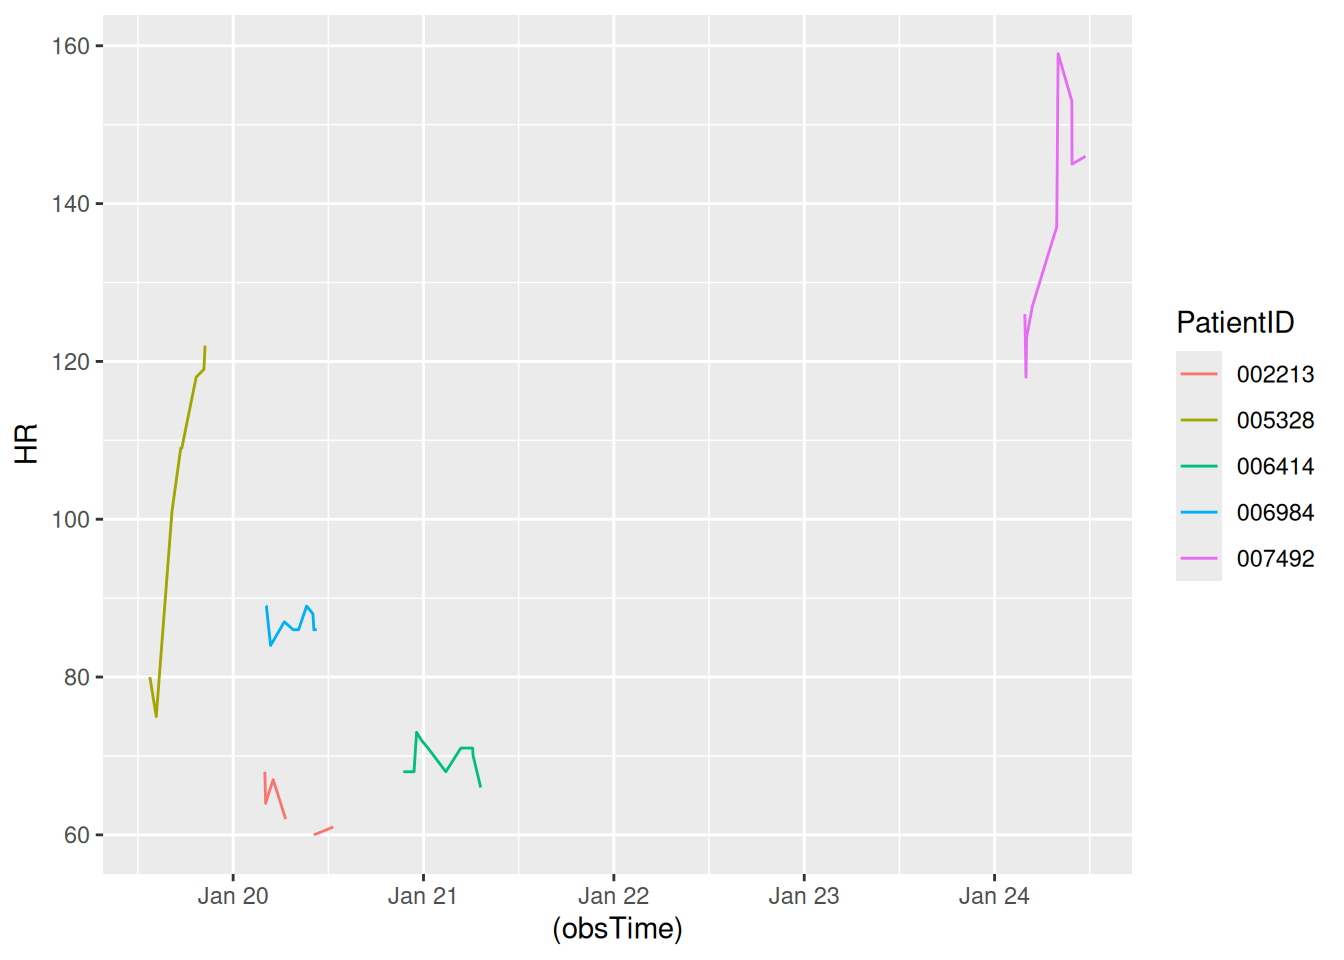 160
140
120
100
80
60
HR
Jan 20
Jan 21
Jan 22
Jan 23
Jan 24
(obsTime)
PatientID
002213
005328
006414
006984
007492